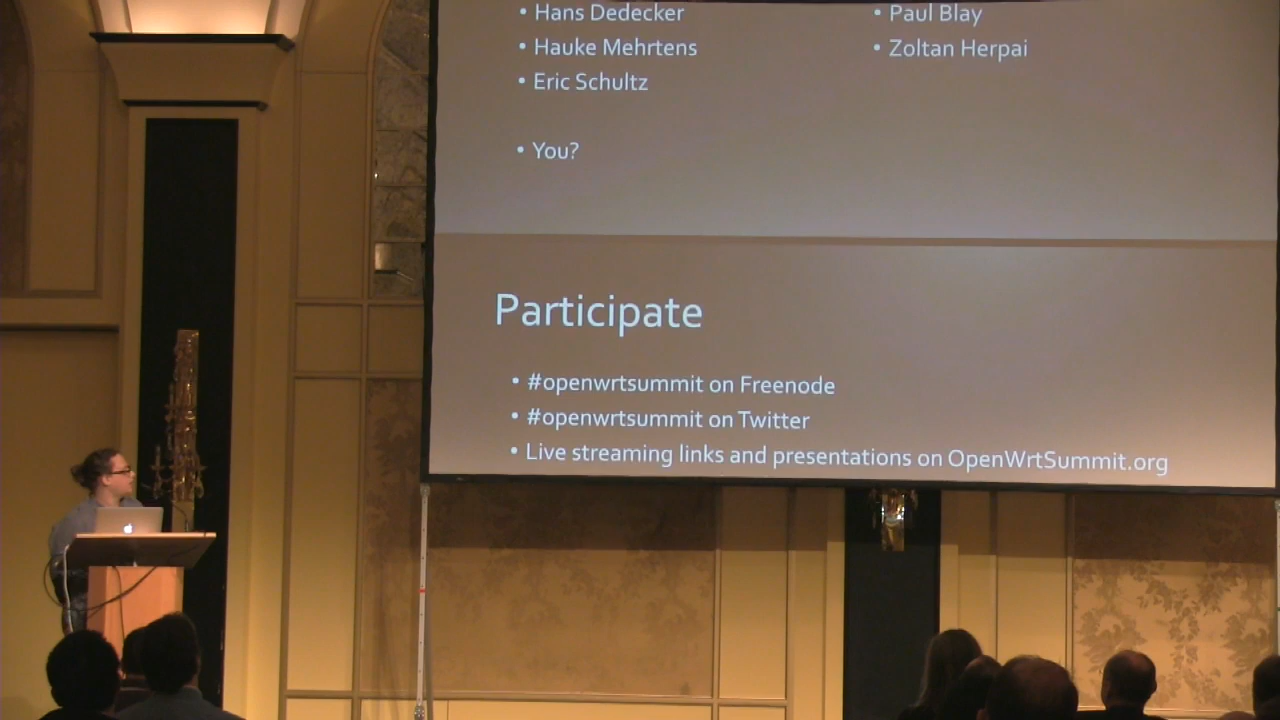 • Hans Dedecker
• Hauke Mehrtens
• Eric Schultz
• You?
• Paul Blay
• Zoltan Herpai
Participate
• #openwrtsummit on Freenode
• #openwrtsummit on Twitter
• Live streaming links and presentations on OpenWrtSummit.org